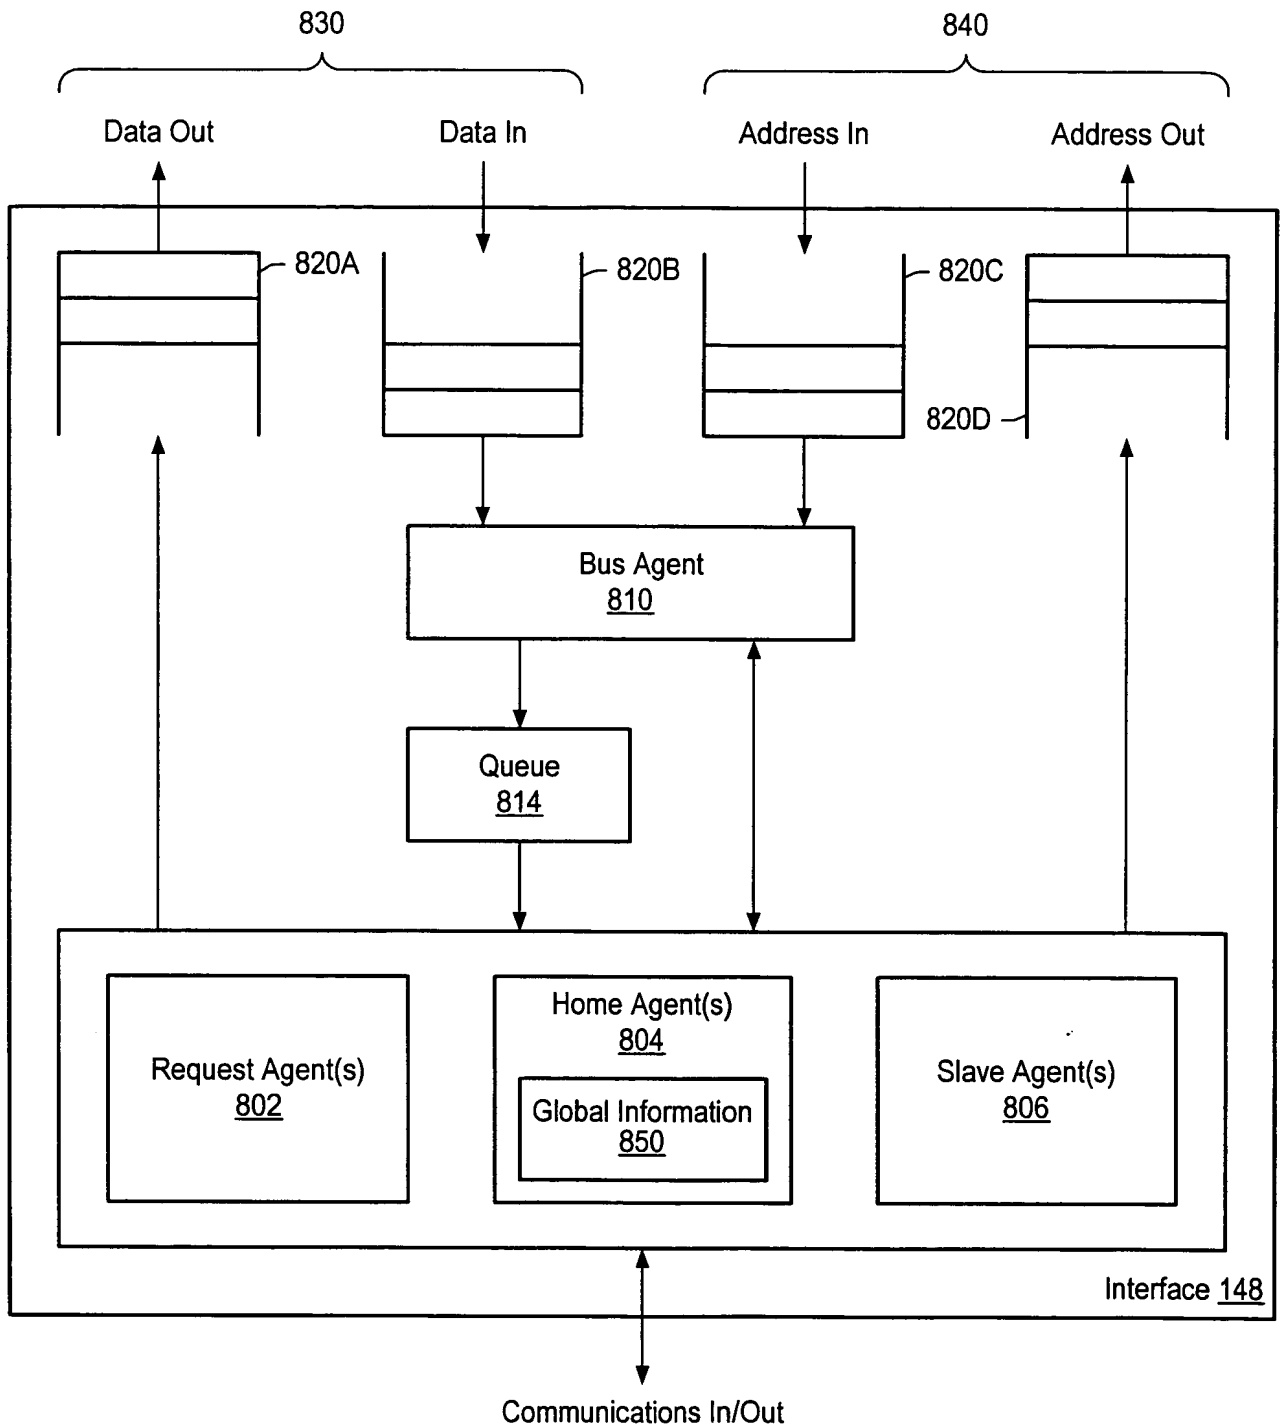 830
840
Data Out
Data In
Address In
Address Out
820A
820B
820C
820D
Bus Agent
810
Queue
814
Request Agent(s)
802
Home Agent(s)
804
Global Information
850
Slave Agent(s)
806
Interface 148
Communications In/Out